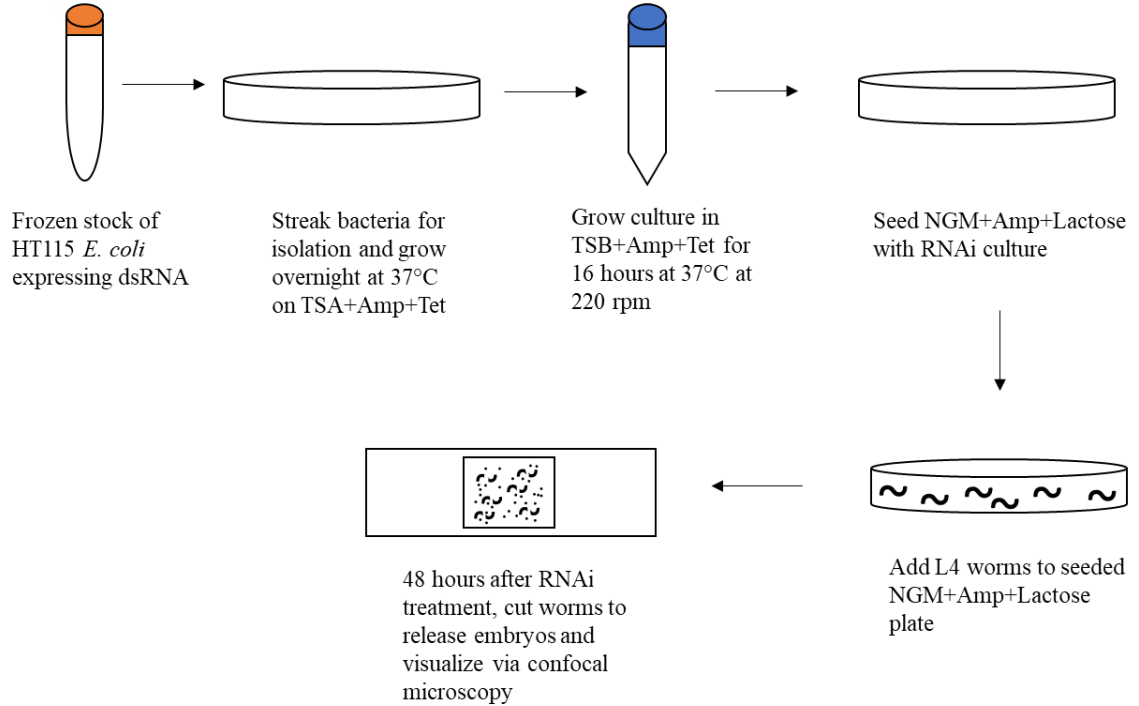 Frozen stock of
HT115 E. coli
expressing dsRNA
Streak bacteria for
isolation and grow
overnight at 37°C
on TSA+Amp+Tet
Grow culture in
TSB+Amp+Tet for
16 hours at 37°C at
220 rpm
Seed NGM+Amp+Lactose
with RNAi culture
Add L4 worms to seeded
NGM+Amp+Lactose
plate
48 hours after RNAi
treatment, cut worms to
release embryos and
visualize via confocal
microscopy